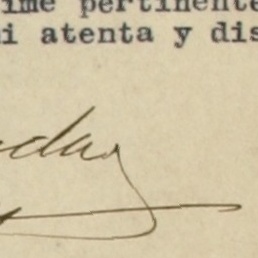 ime pertinente
i atenta y dis